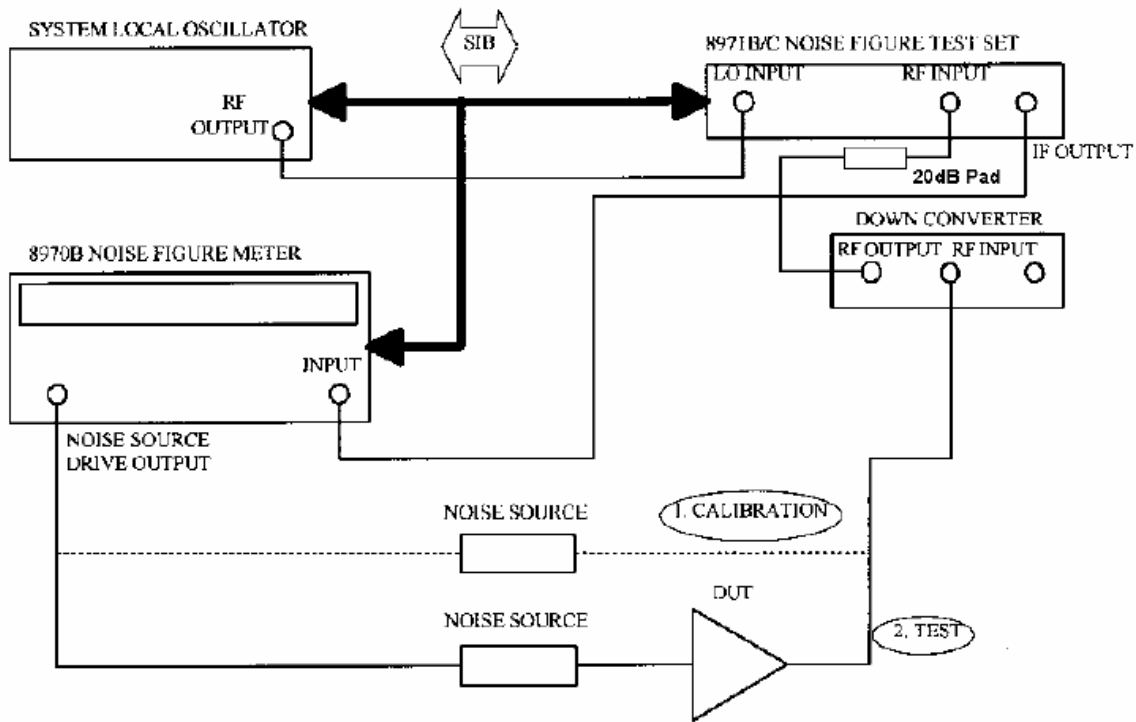 SYSTEM LOCAL OSCILLATOR
SIB
8971B/C NOISE FIGURE TEST SET
LO INPUT
RF INPUT
RF
OUTPUT
IF OUTPUT
20dB Pad
DOWN CONVERTER
RF OUTPUT
RF INPUT
8970B NOISE FIGURE METER
INPUT
NOISE SOURCE
DRIVE OUTPUT
NOISE SOURCE
1. CALIBRATION
DUT
NOISE SOURCE
2, TEST